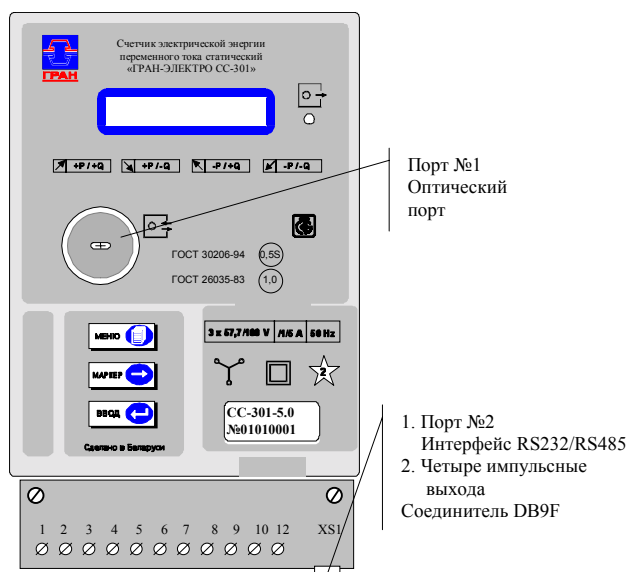 Счетчик электрической энергии
переменного тока статический
«ГРАН-ЭЛЕКТРО СС-301»
ГРАН
+P / +Q
+P / -Q
-P / +Q
-P / -Q
Порт №1
Оптический
порт
ГОСТ 30206-94 0,5S
ГОСТ 26035-83 1,0
МЕНЮ
МАРКЕР
ВВОД
Сделано в Беларуси
3 x 57,7/100 V /1/5 A 50 Hz
2
СС-301-5.0
№01010001
1. Порт №2
Интерфейс RS232/RS485
2. Четыре импульсные
выхода
Соединитель DB9F
1 2 3 4 5 6 7 8 9 10 12 XS1